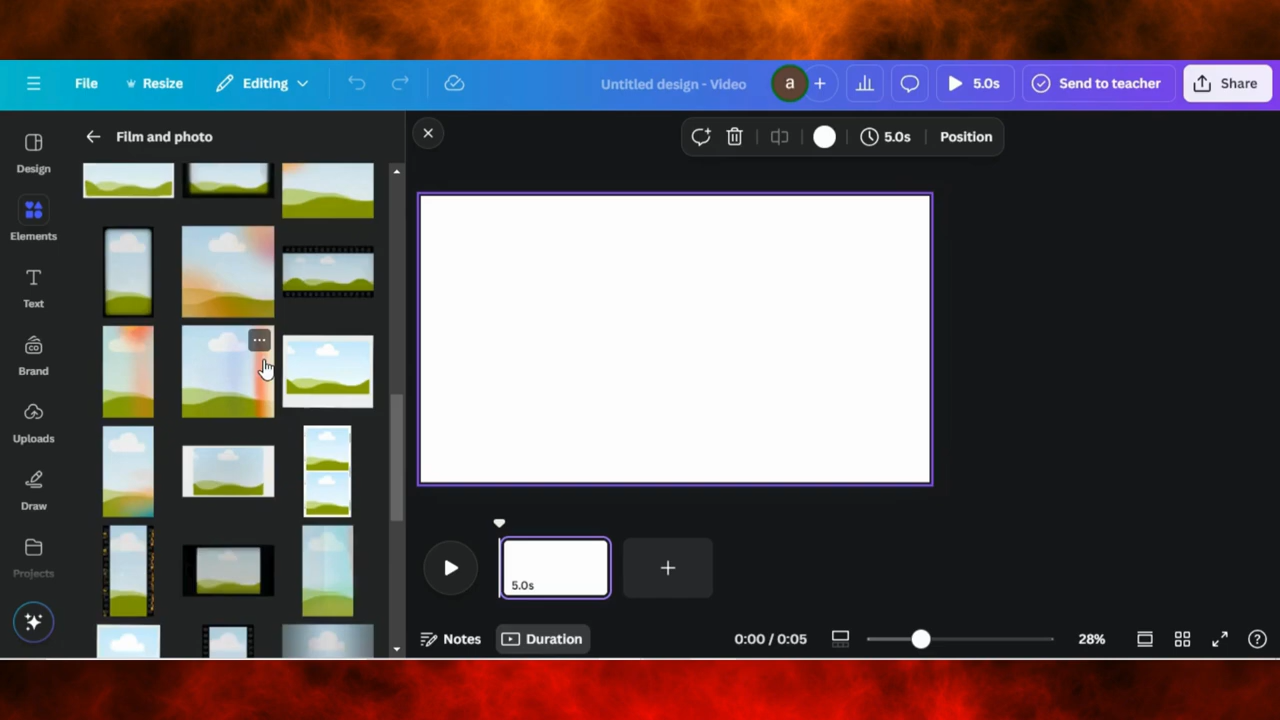 File
Resize
Editing
Untitled design - Video
a
5.0s
Send to teacher
Share
Design
Elements
Text
Brand
Uploads
Draw
Projects
Film and photo
5.0s
Position
5.0s
Notes
Duration
0:00 / 0:05
28%